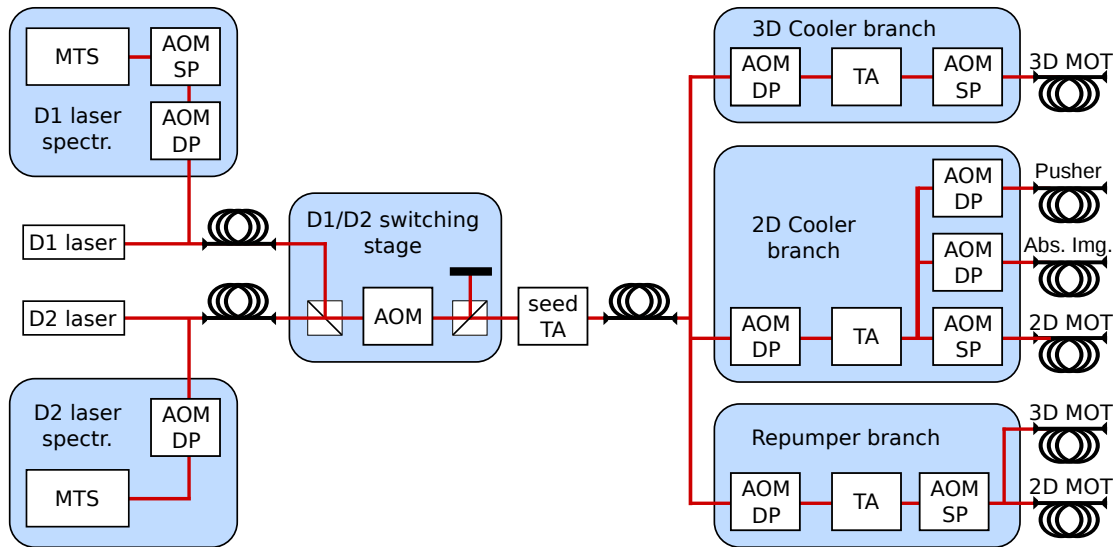 MTS
AOM
SP
AOM
DP
D1 laser
spectr.
D1 laser
D2 laser
D2 laser
spectr.
AOM
DP
MTS
D1/D2 switching
stage
AOM
seed
TA
3D Cooler branch
AOM
DP
TA
AOM
SP
3D MOT
2D Cooler
branch
AOM
DP
Pusher
AOM
DP
Abs. Img.
AOM
DP
TA
AOM
SP
2D MOT
Repumper branch
AOM
DP
TA
AOM
SP
3D MOT
2D MOT